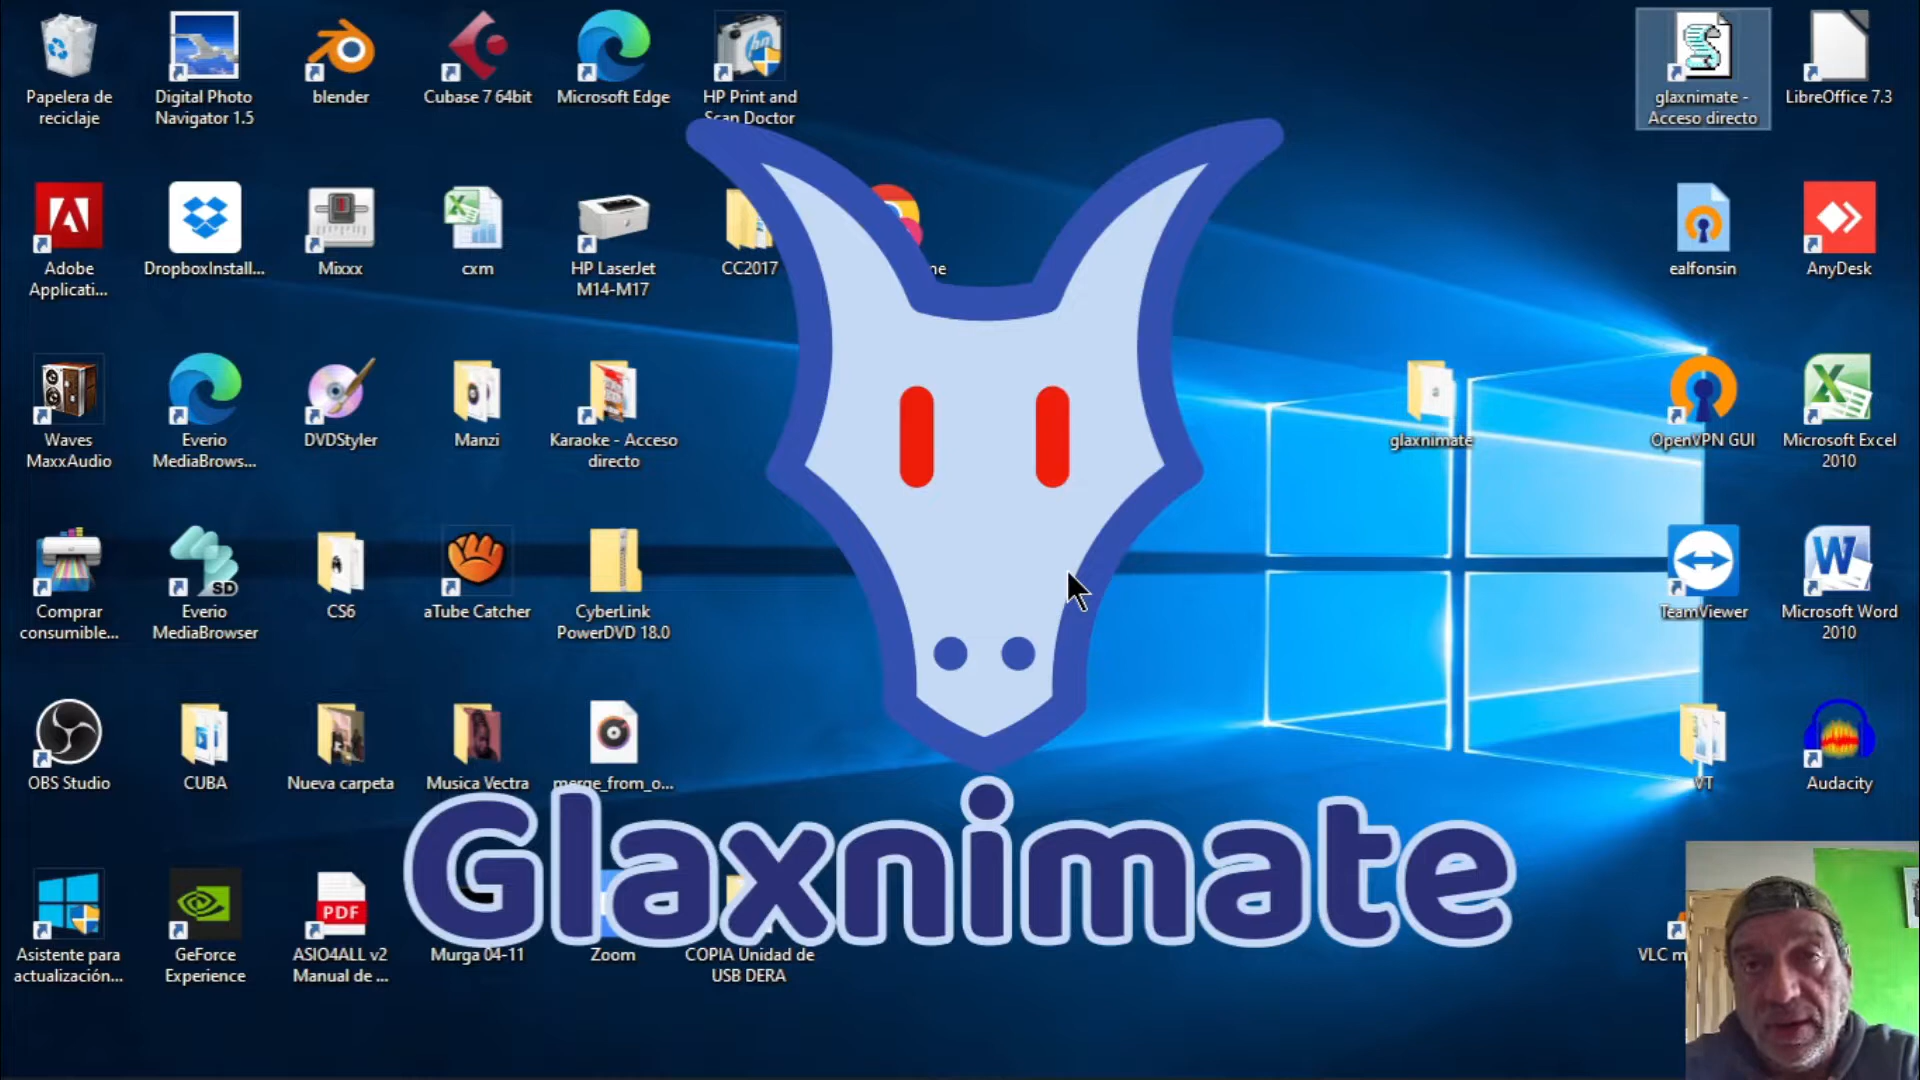 Papelera de
reciclaje
Digital Photo
Navigator 1.5
blender
Cubase 7 64bit
Microsoft Edge
HP Print and
Scan Doctor
glaxnimate -
Acceso directo
LibreOffice 7.3
Adobe
Applicati...
DropboxInstall...
Mixxx
cxm
HP LaserJet
M14-M17
CC2017
ealfonsin
AnyDesk
Waves
MaxxAudio
Everio
MediaBrows...
DVDStyler
Manzi
Karaoke - Acceso
directo
glaxnimate
OpenVPN GUI
Microsoft Excel
2010
Comprar
consumible...
Everio
MediaBrowser
SD
CS6
aTube Catcher
CyberLink
PowerDVD 18.0
TeamViewer
Microsoft Word
2010
OBS Studio
CUBA
Nueva carpeta
Musica Vectra
merge_from_o...
VT
Audacity
Glaxnimate
Asistente para
actualización...
GeForce
Experience
PDF
ASIO4ALL v2
Manual de ...
Murga 04-11
Zoom
COPIA Unidad de
USB DERA
VLC m